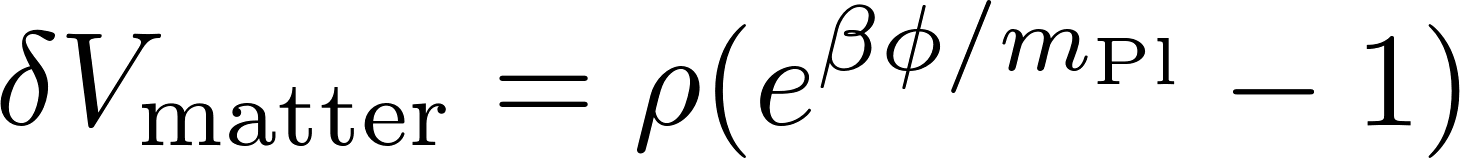 δV_matter = ρ(e^{βϕ/m_Pl} − 1)